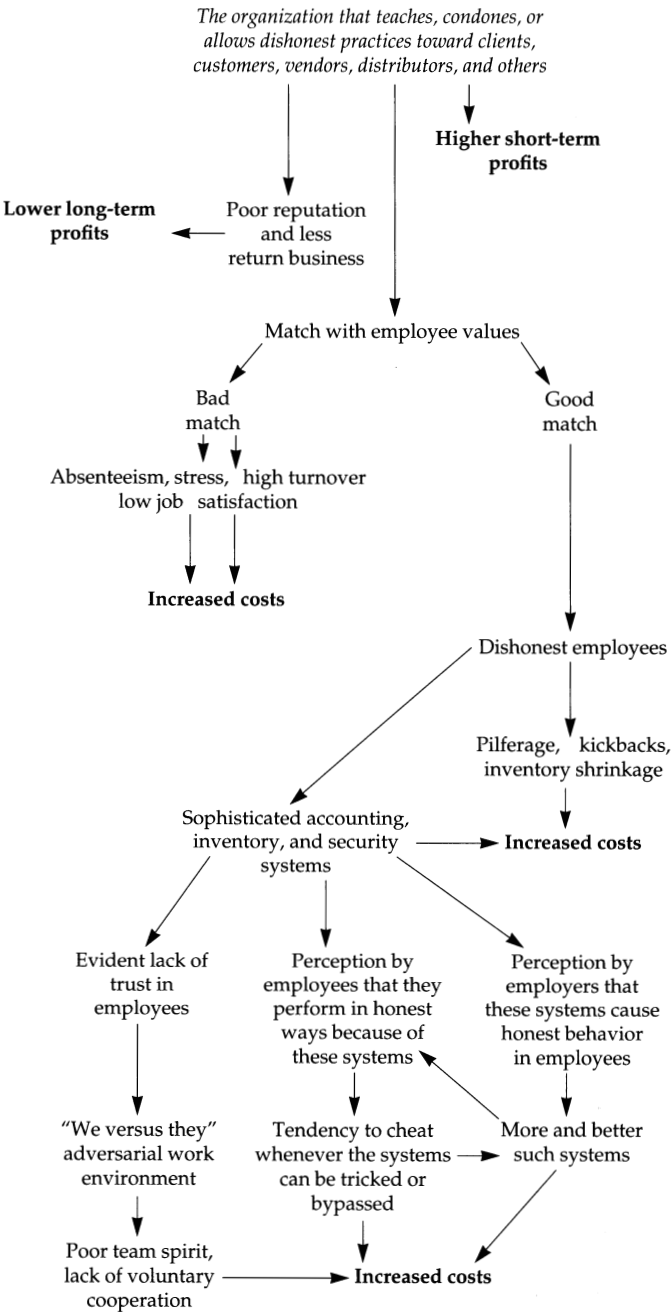 The organization that teaches, condones, or
allows dishonest practices toward clients,
customers, vendors, distributors, and others
Higher short-term
profits
Lower long-term
profits
Poor reputation
and less
return business
Match with employee values
Bad
match
Good
match
Absenteeism, stress, high turnover
low job satisfaction
Increased costs
Dishonest employees
Pilferage, kickbacks,
inventory shrinkage
Sophisticated accounting,
inventory, and security
systems
Increased costs
Evident lack of
trust in
employees
Perception by
employees that they
perform in honest
ways because of
these systems
Perception by
employers that
these systems cause
honest behavior
in employees
“We versus they”
adversarial work
environment
Tendency to cheat
whenever the systems
can be tricked or
bypassed
More and better
such systems
Poor team spirit,
lack of voluntary
cooperation
Increased costs